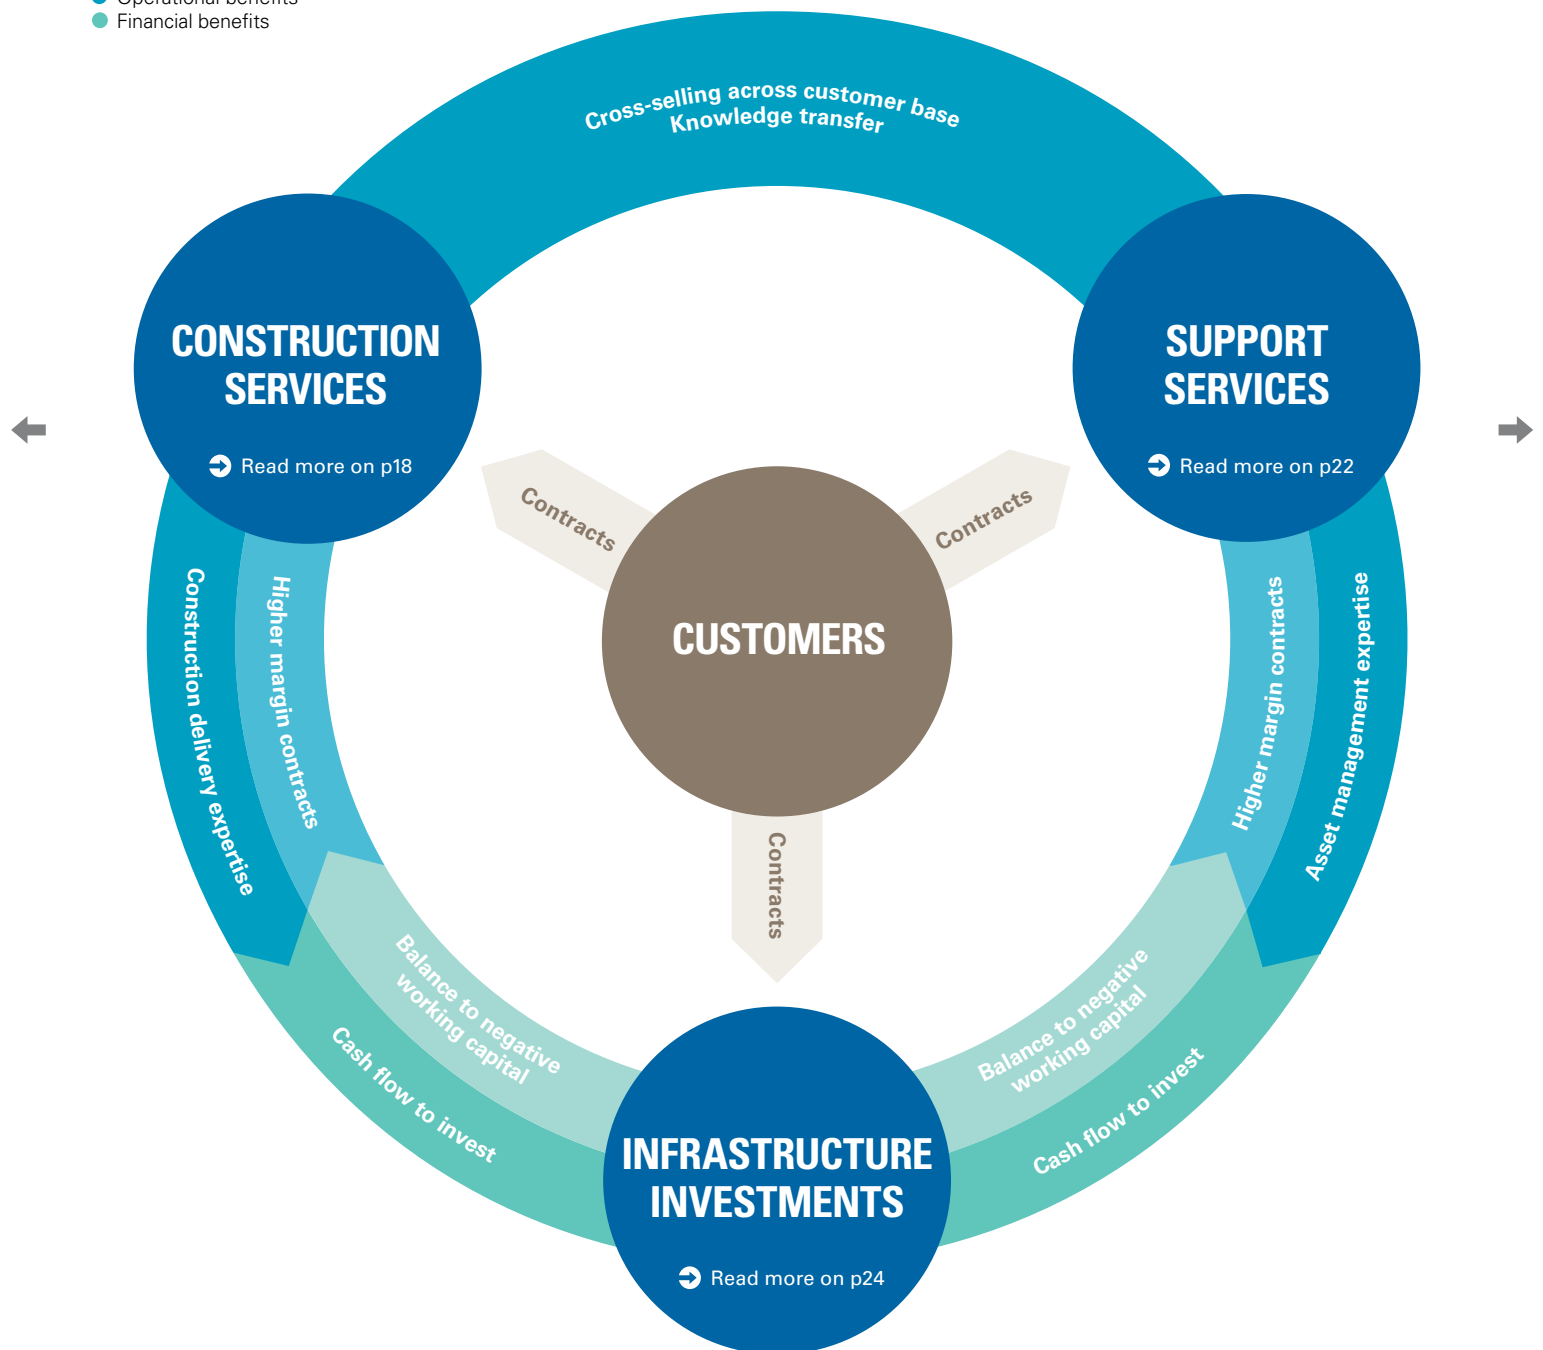 Operational benefits
Financial benefits
Cross-selling across customer base
Knowledge transfer
CONSTRUCTION
SERVICES
Read more on p18
SUPPORT
SERVICES
Read more on p22
Contracts
Contracts
CUSTOMERS
Contracts
Construction delivery expertise
Higher margin contracts
Higher margin contracts
Asset management expertise
Balance to negative
working capital
Cash flow to invest
Balance to negative
working capital
Cash flow to invest
INFRASTRUCTURE
INVESTMENTS
Read more on p24